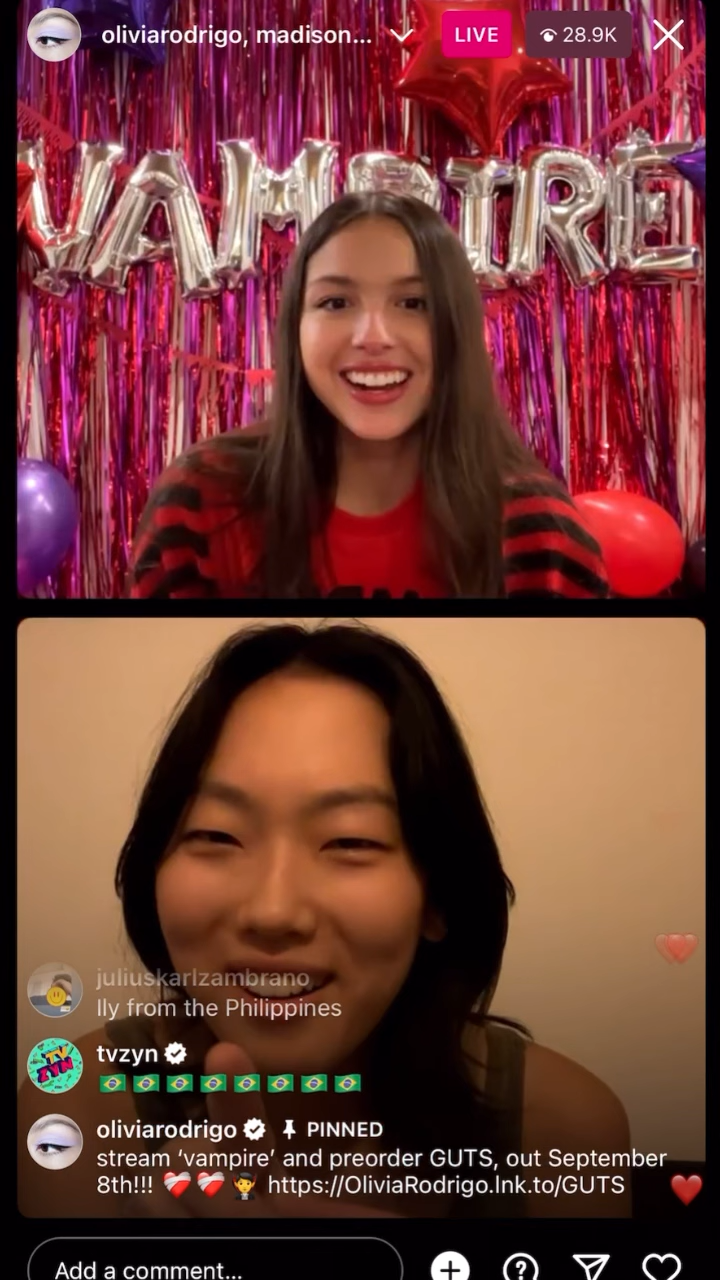 oliviarodrigo, madison...
LIVE
28.9K
VAMPIRE
juliuskarlzambrano
Ily from the Philippines
tvzyn
🇧🇷🇧🇷🇧🇷🇧🇷🇧🇷🇧🇷🇧🇷🇧🇷
oliviarodrigo PINNED
stream ‘vampire’ and preorder GUTS, out September
8th!!! ❤️‍🩹❤️‍🩹🧛 https://OliviaRodrigo.lnk.to/GUTS
Add a comment...